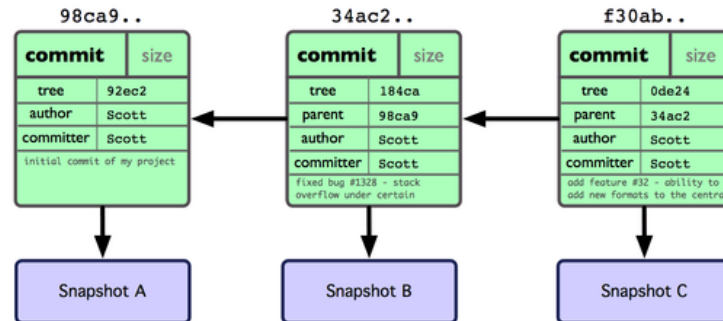 98ca9..
commit size
tree 92ec2
author Scott
committer Scott
initial commit of my project
Snapshot A
34ac2..
commit size
tree 184ca
parent 98ca9
author Scott
committer Scott
fixed bug #1328 - stack
overflow under certain
Snapshot B
f30ab..
commit size
tree 0de24
parent 34ac2
author Scott
committer Scott
add feature #32 - ability to
add new formats to the centra
Snapshot C